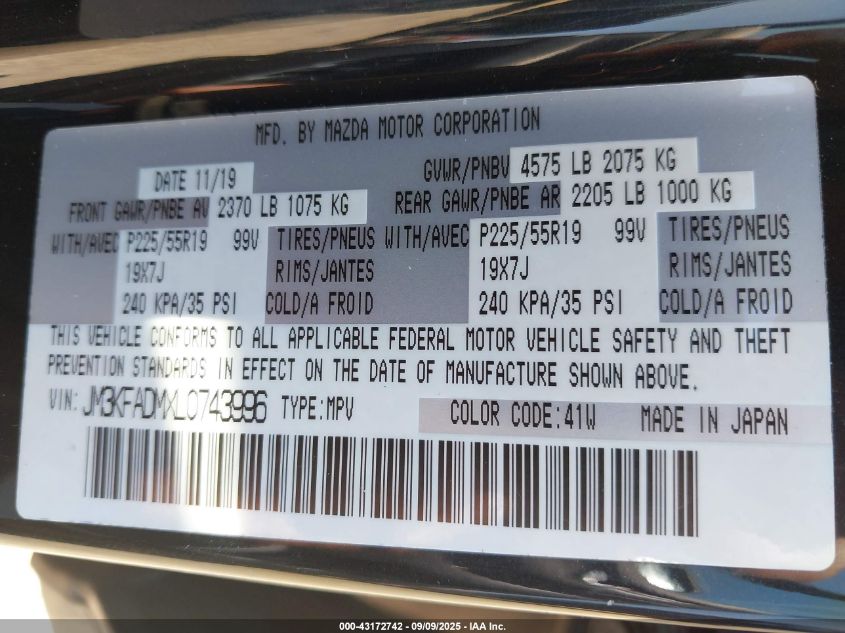 MFD. BY MAZDA MOTOR CORPORATION
DATE 11/19
GVWR/PNBV 4575 LB 2075 KG
FRONT GAWR/PNBE AV 2370 LB 1075 KG
REAR GAWR/PNBE AR 2205 LB 1000 KG
WITH/AVEC P225/55R19 99V TIRES/PNEUS WITH/AVEC P225/55R19 99V TIRES/PNEUS
19X7J RIMS/JANTES 19X7J RIMS/JANTES
240 KPA/35 PSI COLD/A FROID 240 KPA/35 PSI COLD/A FROID
THIS VEHICLE CONFORMS TO ALL APPLICABLE FEDERAL MOTOR VEHICLE SAFETY AND THEFT
PREVENTION STANDARDS IN EFFECT ON THE DATE OF MANUFACTURE SHOWN ABOVE.
VIN: JM3KFADMXL0743996 TYPE:MPV COLOR CODE:41W MADE IN JAPAN
000-43172742 / 09/09/2025 - IAA Inc.